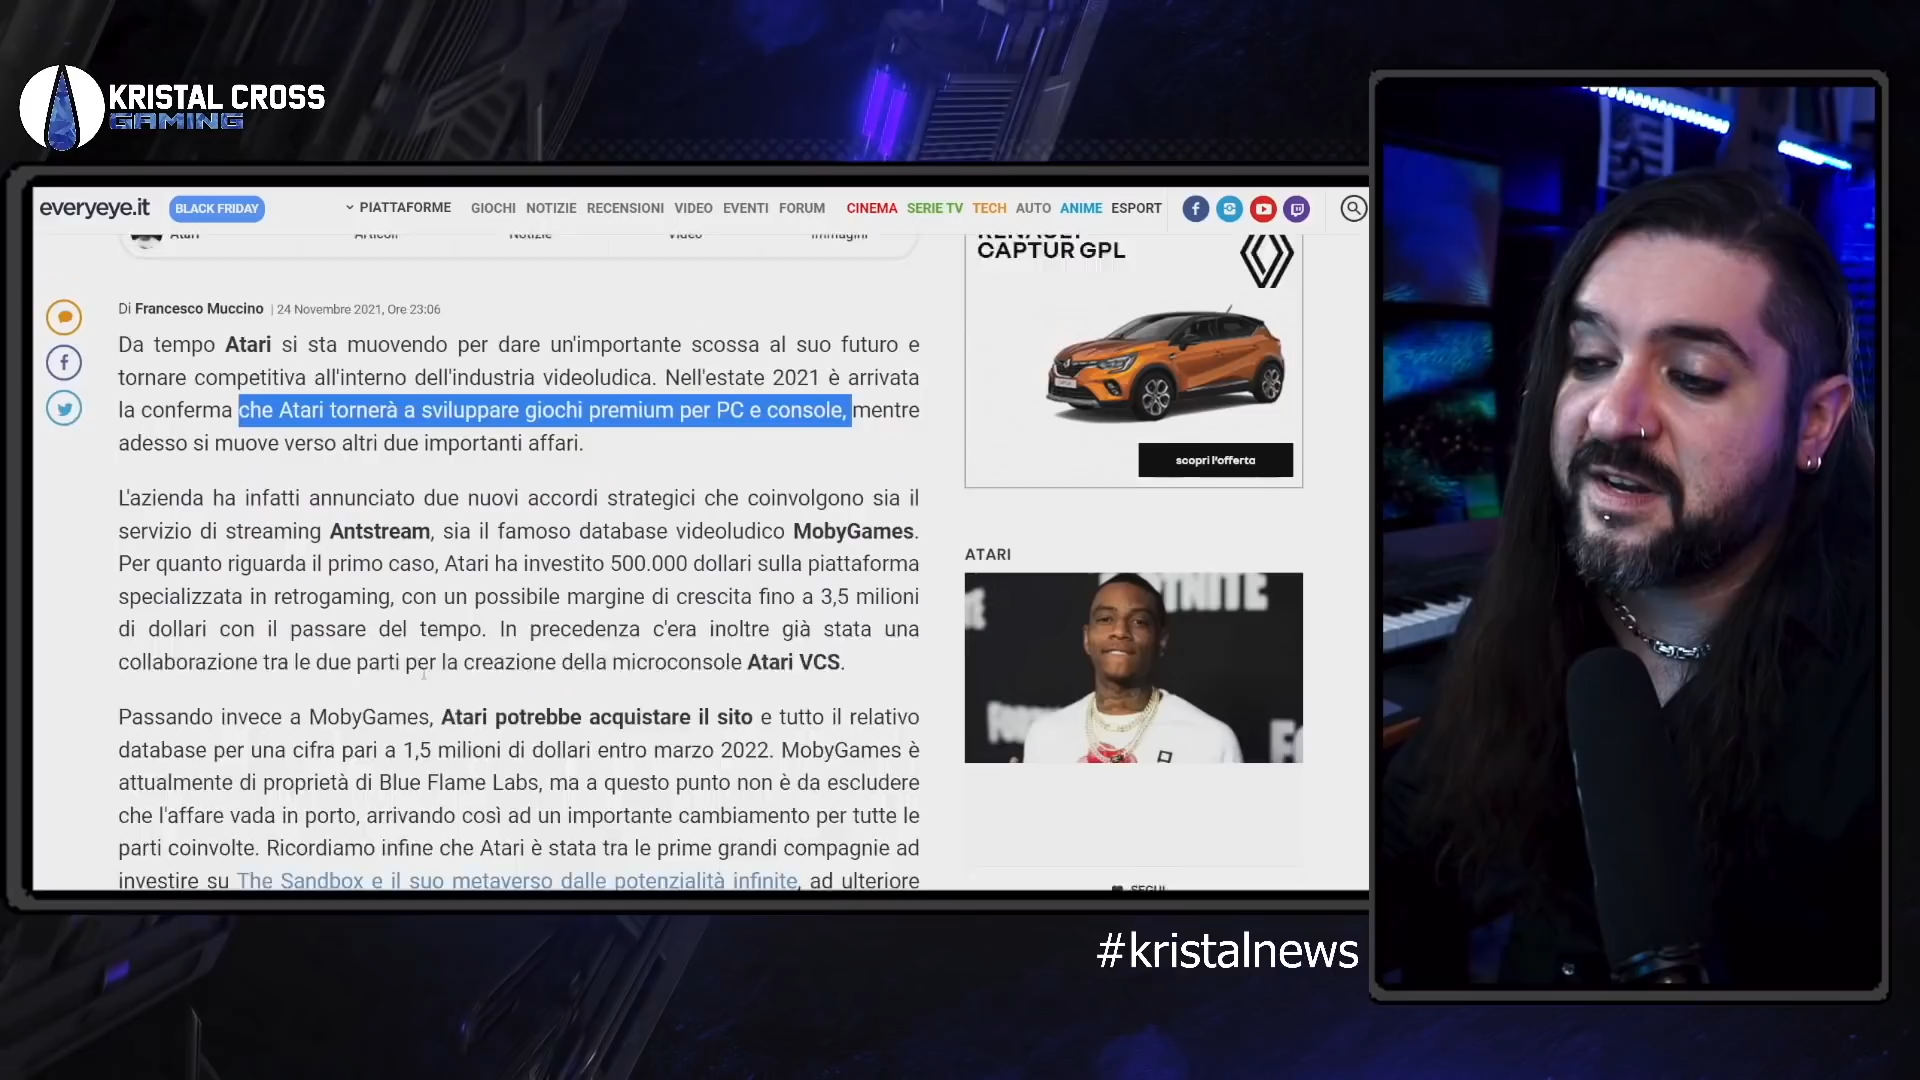 KRISTAL CROSS
GAMING
everyeye.it
BLACK FRIDAY
PIATTAFORME
GIOCHI NOTIZIE RECENSIONI VIDEO EVENTI FORUM
CINEMA SERIE TV TECH AUTO ANIME ESPORT
Atari Articoli Notizie Video Immagini
Di Francesco Muccino | 24 Novembre 2021, Ore 23:06
Da tempo Atari si sta muovendo per dare un'importante scossa al suo futuro e
tornare competitiva all'interno dell'industria videoludica. Nell'estate 2021 è arrivata
la conferma che Atari tornerà a sviluppare giochi premium per PC e console, mentre
adesso si muove verso altri due importanti affari.
L'azienda ha infatti annunciato due nuovi accordi strategici che coinvolgono sia il
servizio di streaming Antstream, sia il famoso database videoludico MobyGames.
Per quanto riguarda il primo caso, Atari ha investito 500.000 dollari sulla piattaforma
specializzata in retrogaming, con un possibile margine di crescita fino a 3,5 milioni
di dollari con il passare del tempo. In precedenza c'era inoltre già stata una
collaborazione tra le due parti per la creazione della microconsole Atari VCS.
Passando invece a MobyGames, Atari potrebbe acquistare il sito e tutto il relativo
database per una cifra pari a 1,5 milioni di dollari entro marzo 2022. MobyGames è
attualmente di proprietà di Blue Flame Labs, ma a questo punto non è da escludere
che l'affare vada in porto, arrivando così ad un importante cambiamento per tutte le
parti coinvolte. Ricordiamo infine che Atari è stata tra le prime grandi compagnie ad
investire su The Sandbox e il suo metaverso dalle potenzialità infinite, ad ulteriore
RENAULT
CAPTUR GPL
scopri l'offerta
ATARI
SEGUI
#kristalnews